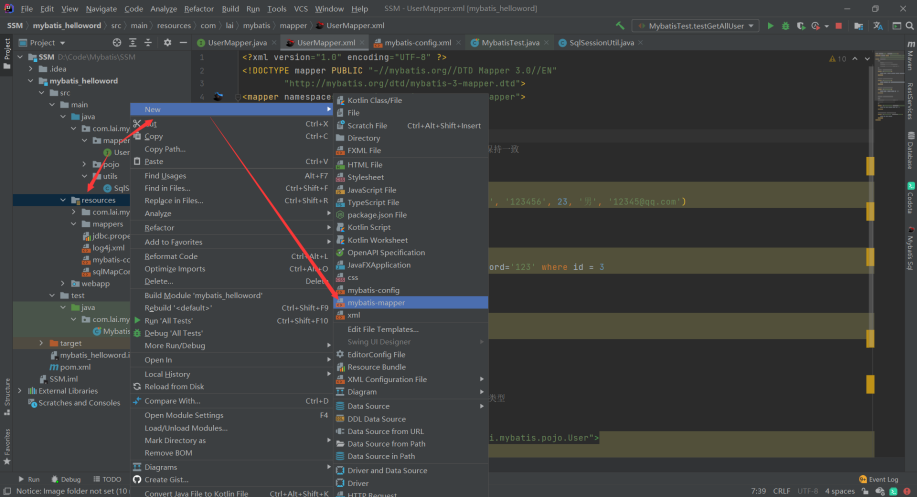 File Edit View Navigate Code Analyze Refactor Build Run Tools VCS Window Help SSM - UserMapper.xml [mybatis_helloword]
SSM mybatis_helloword src main resources com lai mybatis mapper UserMapper.xml MybatisTest.testGetAllUser
Project UserMapper.java UserMapper.xml mybatis-config.xml MybatisTest.java SqlSessionUtil.java
SSM D:\Code\Mybatis\SSM
.idea
mybatis_helloword
src
main
java
com.lai.my
mapper
User
pojo
utils
SqlS
resources
com.lai.my
mappers
jdbc.prope
log4j.xml
mybatis-co
sqlMapCon
webapp
test
java
com.lai.my
Mybatis
target
mybatis_helloword.i
pom.xml
SSM.iml
External Libraries
Scratches and Consoles
1 <?xml version="1.0" encoding="UTF-8" ?>
2 <!DOCTYPE mapper PUBLIC "-//mybatis.org//DTD Mapper 3.0//EN"
3 "http://mybatis.org/dtd/mybatis-3-mapper.dtd">
4 <mapper namespac mapper">
10
保持一致
', '123456', 23, '男', '12345@qq.com')
ord='123' where id = 3
类型
i.mybatis.pojo.User">
New
Cut Ctrl+X
Copy Ctrl+C
Copy Path...
Paste Ctrl+V
Find Usages Alt+F7
Find in Files... Ctrl+Shift+F
Replace in Files... Ctrl+Shift+R
Analyze
Refactor
Add to Favorites
Reformat Code Ctrl+Alt+L
Optimize Imports Ctrl+Alt+O
Delete... Delete
Build Module 'mybatis_helloword'
Rebuild '<default>' Ctrl+Shift+F9
Run 'All Tests' Ctrl+Shift+F10
Debug 'All Tests'
More Run/Debug
Open In
Local History
Reload from Disk
Compare With... Ctrl+D
Open Module Settings F4
Load/Unload Modules...
Mark Directory as
Remove BOM
Diagrams
Create Gist...
Convert Java File to Kotlin File Ctrl+Alt+Shift+K
Kotlin Class/File
File
Scratch File Ctrl+Alt+Shift+Insert
Directory
FXML File
HTML File
Stylesheet
JavaScript File
TypeScript File
package.json File
Kotlin Script
Kotlin Worksheet
OpenAPI Specification
JavaFXApplication
css
mybatis-config
mybatis-mapper
xml
Edit File Templates...
Swing UI Designer
EditorConfig File
Resource Bundle
XML Configuration File
Diagram
Data Source
DDL Data Source
Data Source from URL
Data Source from Path
Data Source in Path
Driver and Data Source
Driver
HTTP Request
Project
Structure
Favorites
Maven
RestServices
Database
Codota
Mybatis Sql
Run Debug TODO Event Log
Notice: Image folder not set (10 7:39 CRLF UTF-8 4 spaces